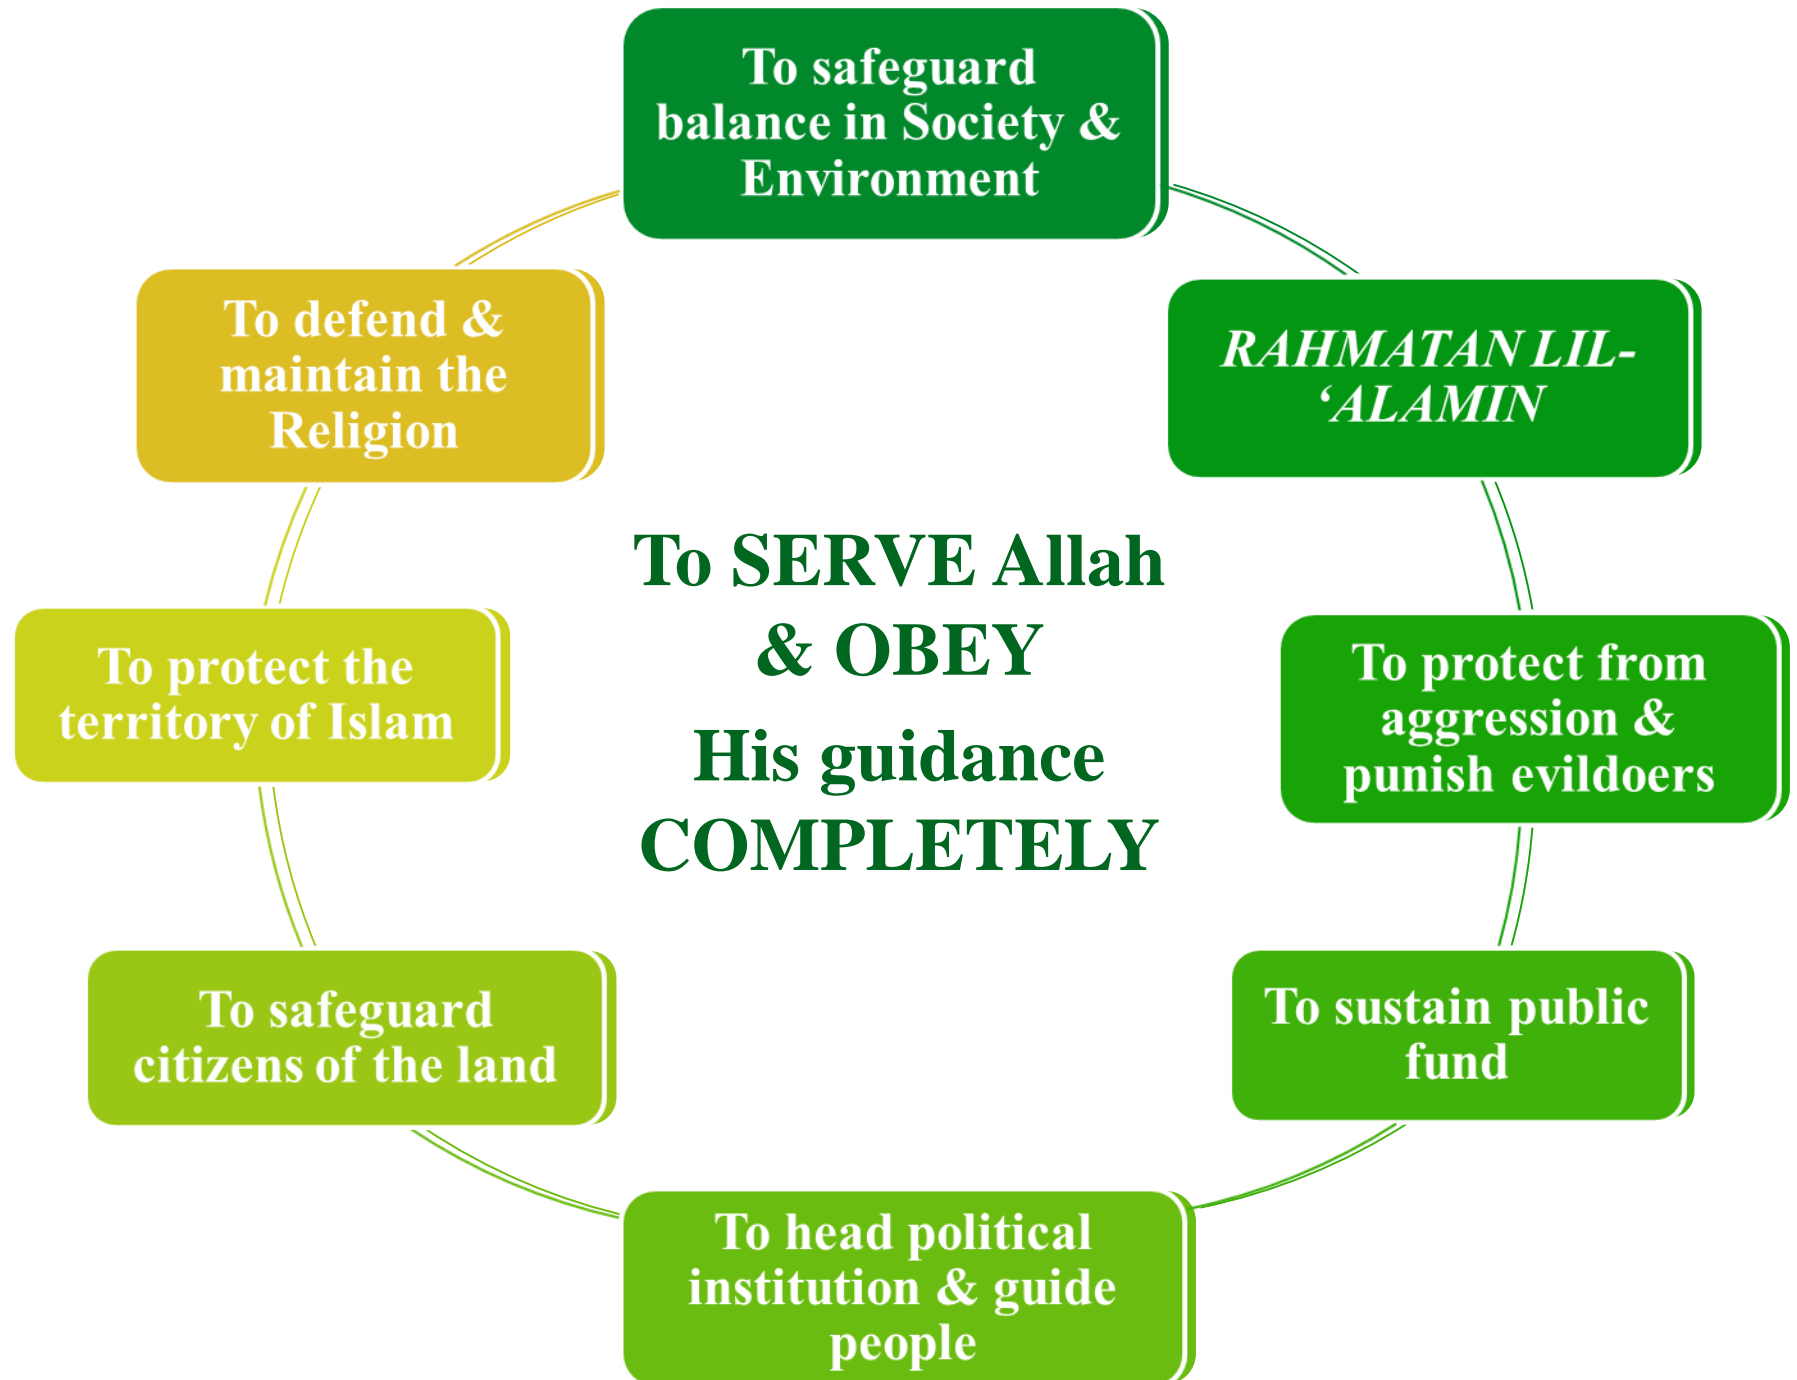 To safeguard
balance in Society &
Environment
RAHMATAN LIL-
‘ALAMIN
To protect from
aggression &
punish evildoers
To sustain public
fund
To head political
institution & guide
people
To safeguard
citizens of the land
To protect the
territory of Islam
To defend &
maintain the
Religion
To SERVE Allah
& OBEY
His guidance
COMPLETELY